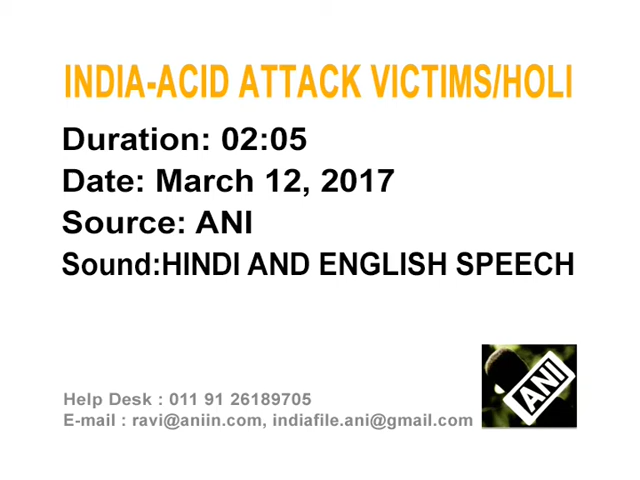 INDIA-ACID ATTACK VICTIMS/HOLI
Duration: 02:05
Date: March 12, 2017
Source: ANI
Sound:HINDI AND ENGLISH SPEECH
ANI
Help Desk : 011 91 26189705
E-mail : ravi@aniin.com, indiafile.ani@gmail.com